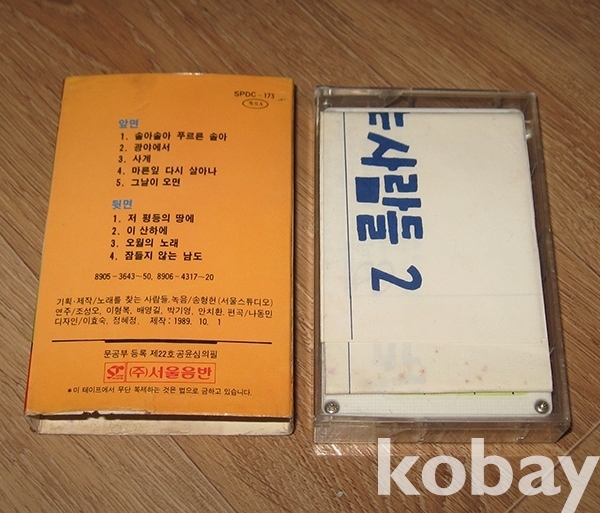 SPDC - 173
앞면
1. 솔아솔아 푸르른 솔아
2. 광야에서
3. 사계
4. 마른잎 다시 살아나
5. 그날이 오면
뒷면
1. 저 평등의 땅에
2. 이 산하에
3. 오월의 노래
4. 잠들지 않는 남도
8905-3643~50, 8906-4317~20
기획·제작/노래를 찾는 사람들. 녹음/송형헌(서울스튜디오)
연주/조성오, 이형복, 배영길, 박기영, 안치환. 편곡/나동민
디자인/이효숙, 정혜정, 제작: 1989. 10. 1
문공부 등록 제22호 공윤심의필
(주)서울음반
*이 테이프에서 무단 복제하는 것은 법으로 금하고 있습니다.
는 사람들 2
kobay